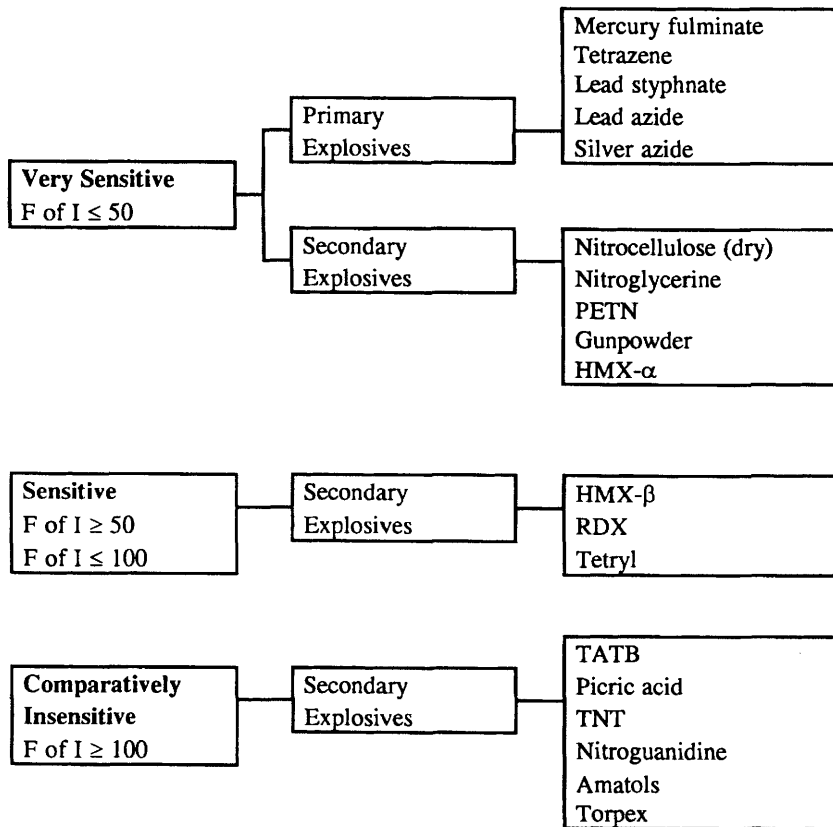 Very Sensitive
F of I ≤ 50
Primary
Explosives
Mercury fulminate
Tetrazene
Lead styphnate
Lead azide
Silver azide
Secondary
Explosives
Nitrocellulose (dry)
Nitroglycerine
PETN
Gunpowder
HMX-α
Sensitive
F of I ≥ 50
F of I ≤ 100
Secondary
Explosives
HMX-β
RDX
Tetryl
Comparatively
Insensitive
F of I ≥ 100
Secondary
Explosives
TATB
Picric acid
TNT
Nitroguanidine
Amatols
Torpex